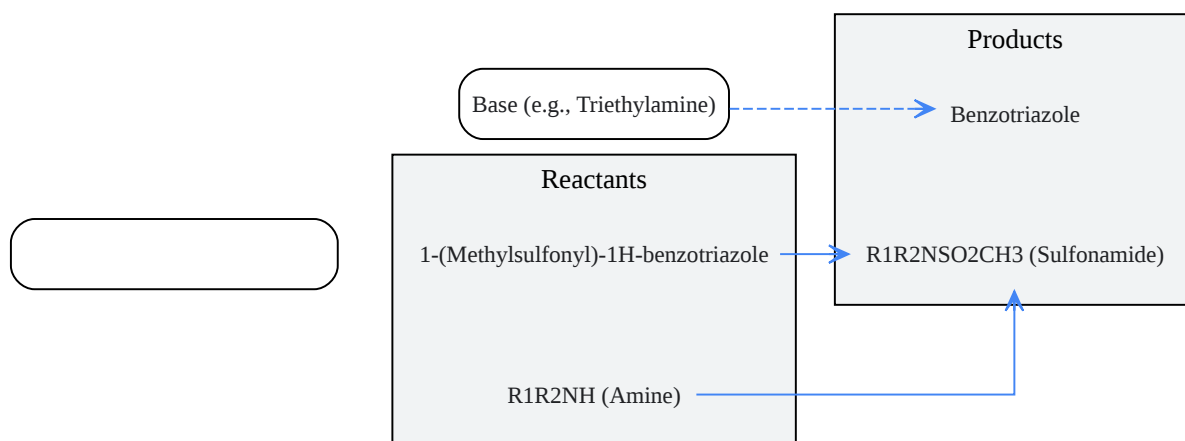 Products
Base (e.g., Triethylamine)
Benzotriazole
Reactants
1-(Methylsulfonyl)-1H-benzotriazole
R1R2NSO2CH3 (Sulfonamide)
R1R2NH (Amine)